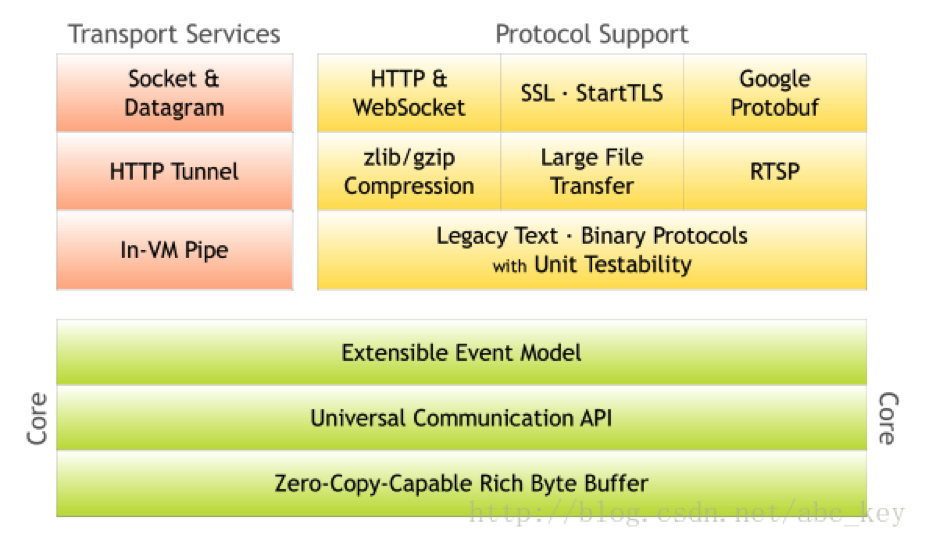 Transport Services
Protocol Support
Socket &
Datagram
HTTP &
WebSocket
SSL · StartTLS
Google
Protobuf
HTTP Tunnel
zlib/gzip
Compression
Large File
Transfer
RTSP
In-VM Pipe
Legacy Text · Binary Protocols
with Unit Testability
Core
Extensible Event Model
Universal Communication API
Zero-Copy-Capable Rich Byte Buffer
Core
http://blog.csdn.net/abc_key